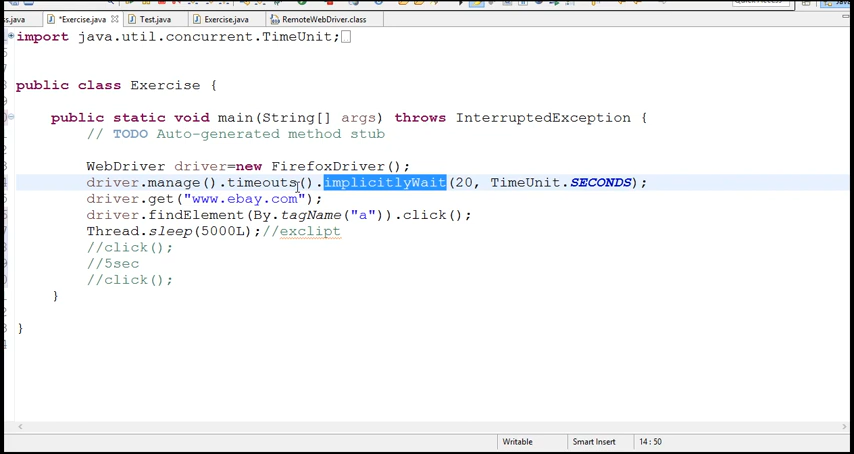 ss.java *Exercise.java Test.java Exercise.java RemoteWebDriver.class
import java.util.concurrent.TimeUnit;
public class Exercise {
public static void main(String[] args) throws InterruptedException {
// TODO Auto-generated method stub
WebDriver driver=new FirefoxDriver();
driver.manage().timeouts().implicitlyWait(20, TimeUnit.SECONDS);
driver.get("www.ebay.com");
driver.findElement(By.tagName("a")).click();
Thread.sleep(5000L);//exclipt
//click();
//5sec
//click();
}
}
Writable Smart Insert 14:50